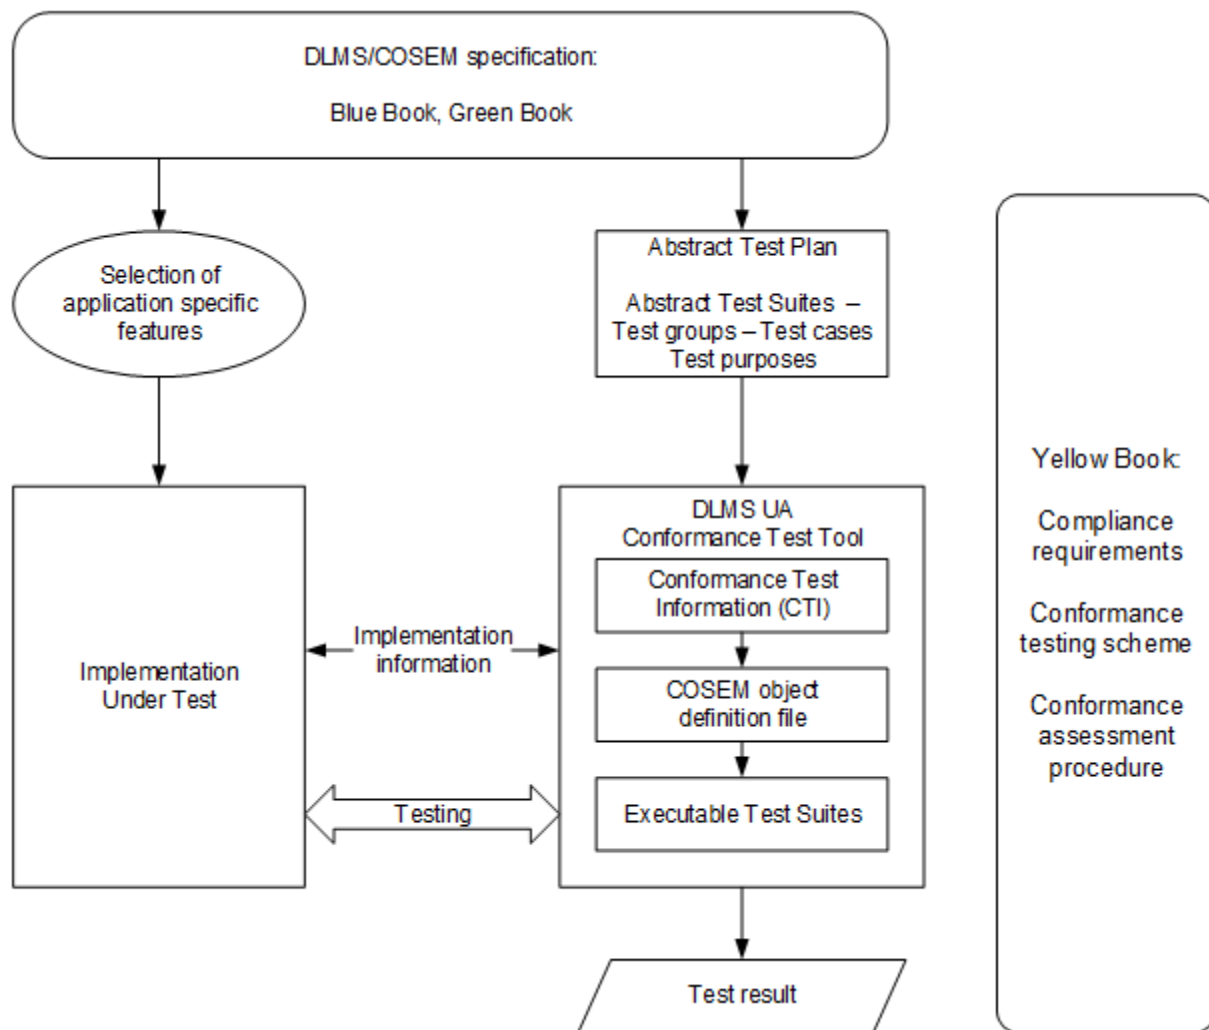 DLMS/COSEM specification:
Blue Book, Green Book
Selection of
application specific
features
Abstract Test Plan
Abstract Test Suites –
Test groups – Test cases
Test purposes
Implementation
Under Test
Implementation
information
Testing
DLMS UA
Conformance Test Tool
Conformance Test
Information (CTI)
COSEM object
definition file
Executable Test Suites
Test result
Yellow Book:
Compliance
requirements
Conformance
testing scheme
Conformance
assessment
procedure